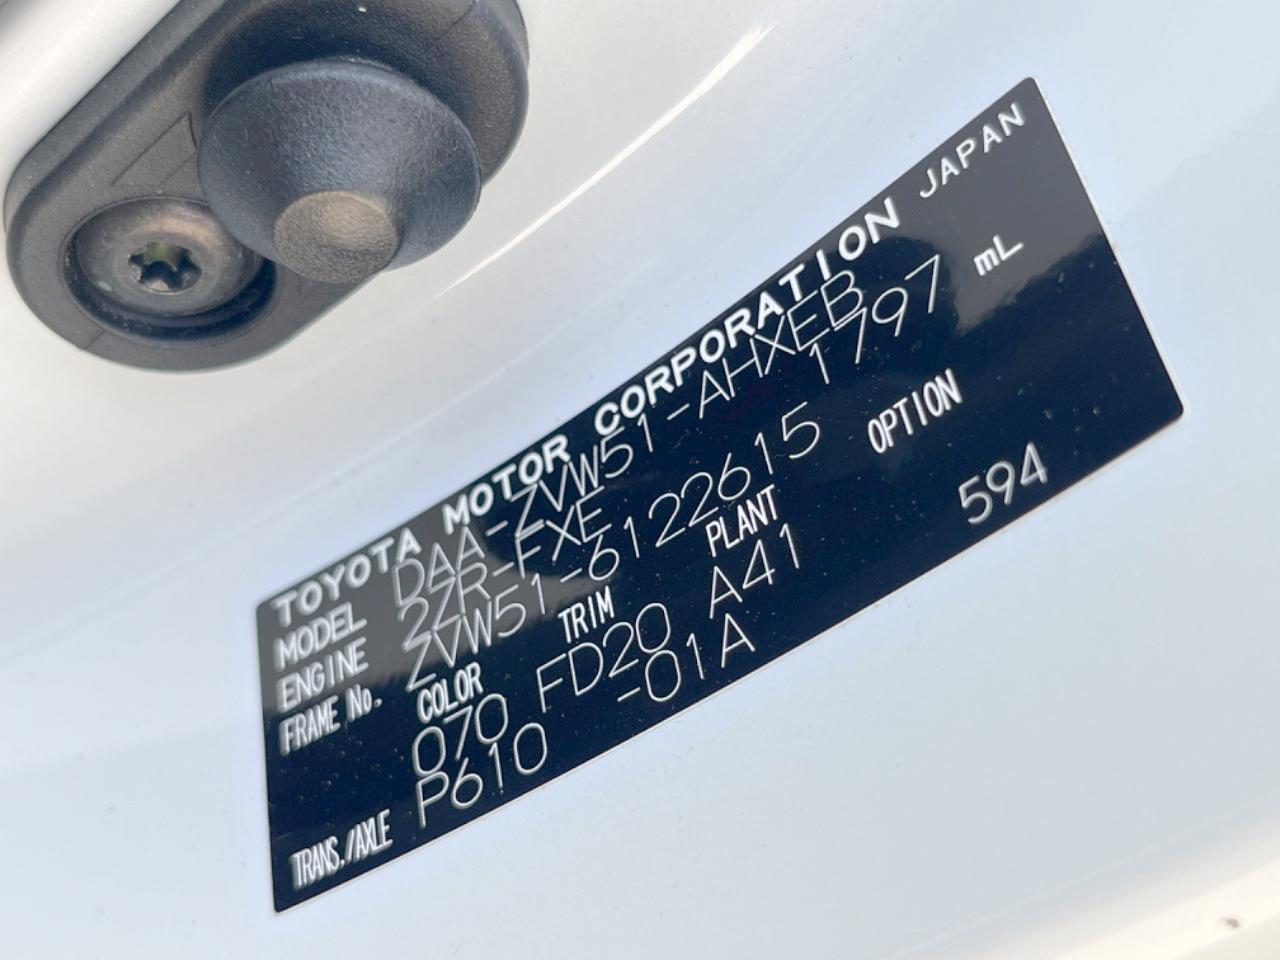 TOYOTA MOTOR CORPORATION JAPAN
MODEL DAA-ZVW51-AHXEB
ENGINE 2ZR-FXE 1797 mL
FRAME No. ZVW51-6122615
COLOR TRIM PLANT OPTION
070 FD20 A41 594
TRANS./AXLE P610 -01A